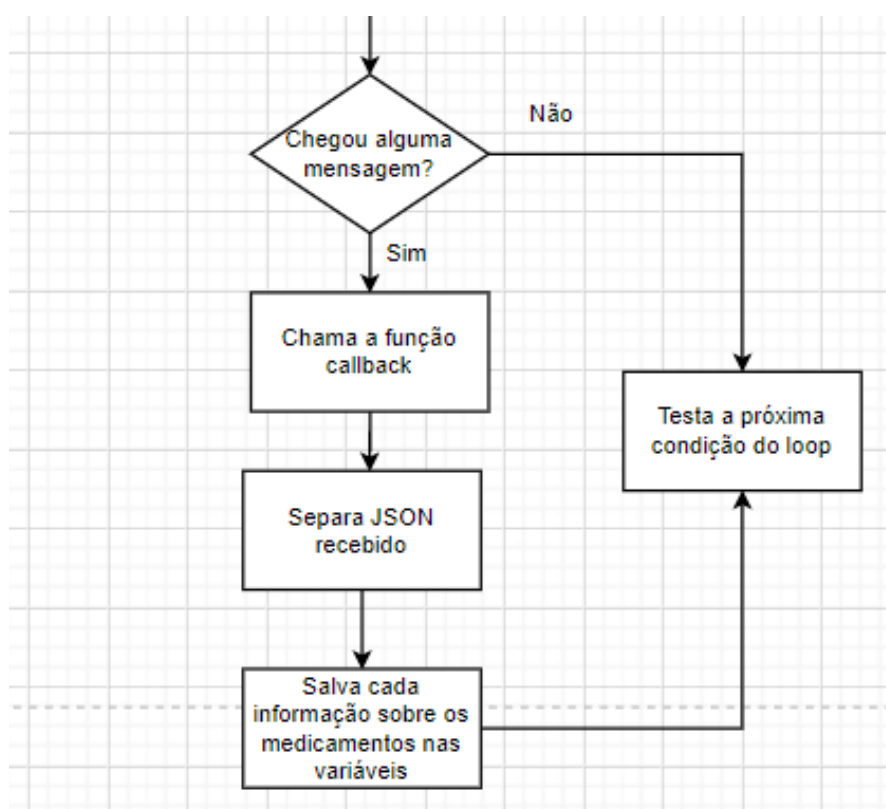 Chegou alguma
mensagem?
Não
Sim
Chama a função
callback
Testa a próxima
condição do loop
Separa JSON
recebido
Salva cada
informação sobre os
medicamentos nas
variáveis